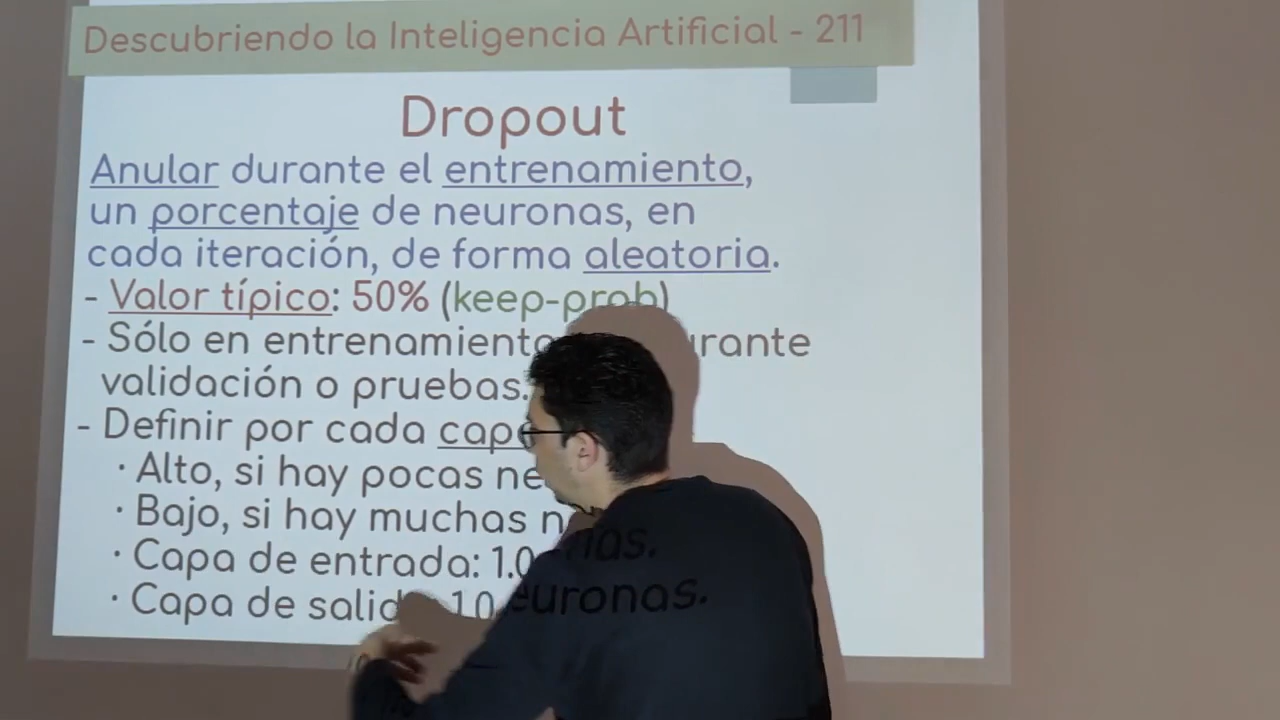 Descubriendo la Inteligencia Artificial - 211
Dropout
Anular durante el entrenamiento,
un porcentaje de neuronas, en
cada iteración, de forma aleatoria.
- Valor típico: 50% (keep-prob)
- Sólo en entrenamiento
validación o pruebas.
- Definir por cada
· Alto, si hay pocas
· Bajo, si hay muchas
· Capa de entrada: 1.0
· Capa de 1.0